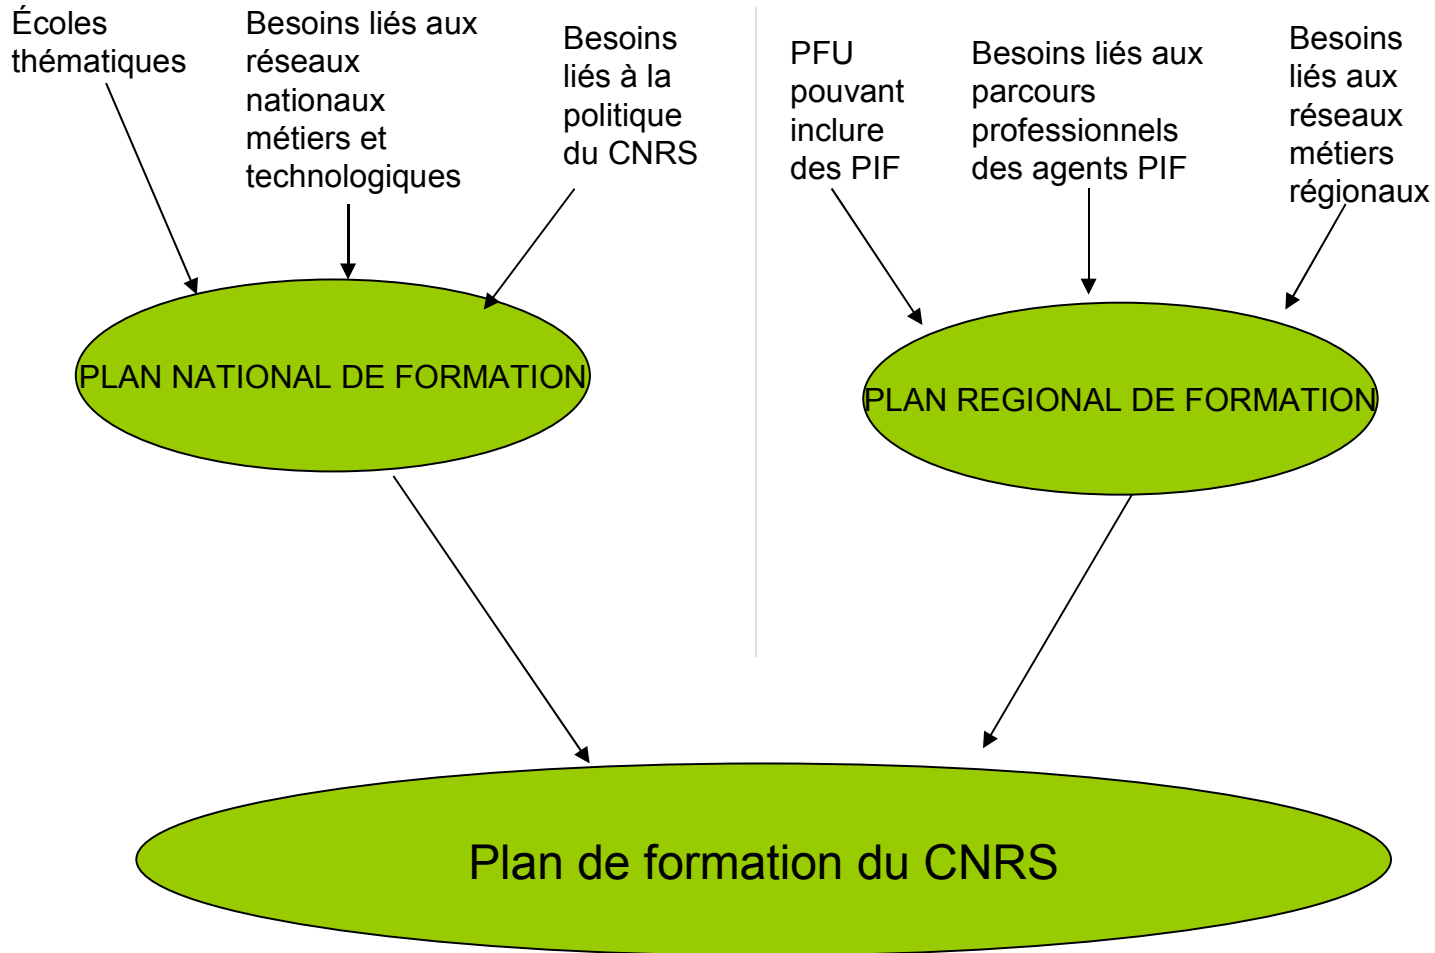 Écoles
thématiques
Besoins liés aux
réseaux
nationaux
métiers et
technologiques
Besoins
liés à la
politique
du CNRS
PFU
pouvant
inclure
des PIF
Besoins liés aux
parcours
professionnels
des agents PIF
Besoins
liés aux
réseaux
métiers
régionaux
PLAN NATIONAL DE FORMATION
PLAN REGIONAL DE FORMATION
Plan de formation du CNRS